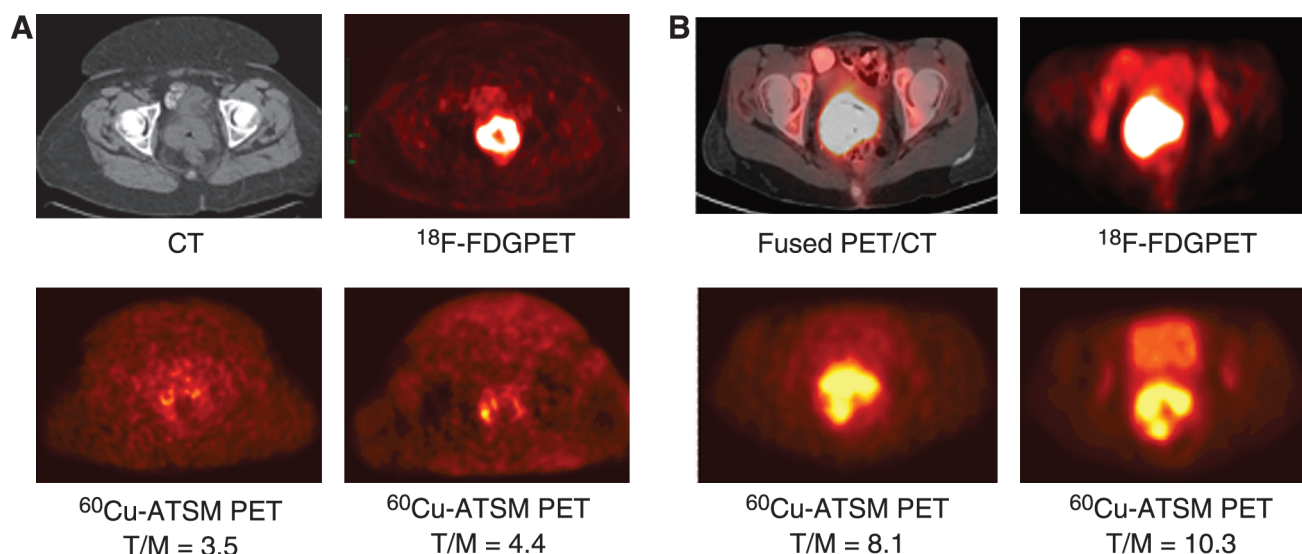 A
B
CT
¹⁸F-FDGPET
Fused PET/CT
¹⁸F-FDGPET
⁶⁰Cu-ATSM PET
T/M = 3.5
⁶⁰Cu-ATSM PET
T/M = 4.4
⁶⁰Cu-ATSM PET
T/M = 8.1
⁶⁰Cu-ATSM PET
T/M = 10.3